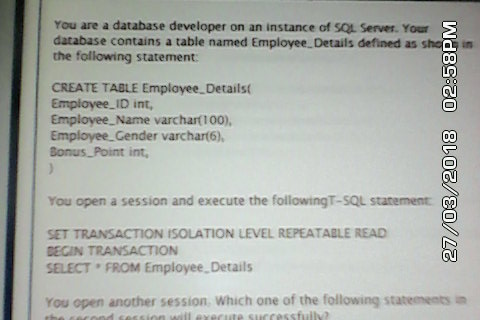 You are a database developer on an instance of SQL Server. Your
database contains a table named Employee_Details defined as shown in
the following statement:
CREATE TABLE Employee_Details(
Employee_ID int,
Employee_Name varchar(100),
Employee_Gender varchar(6),
Bonus_Point int,
)
You open a session and execute the followingT-SQL statement:
SET TRANSACTION ISOLATION LEVEL REPEATABLE READ
BEGIN TRANSACTION
SELECT * FROM Employee_Details
You open another session. Which one of the following statements in
the second session will execute successfully?
27/03/2018 02:58PM